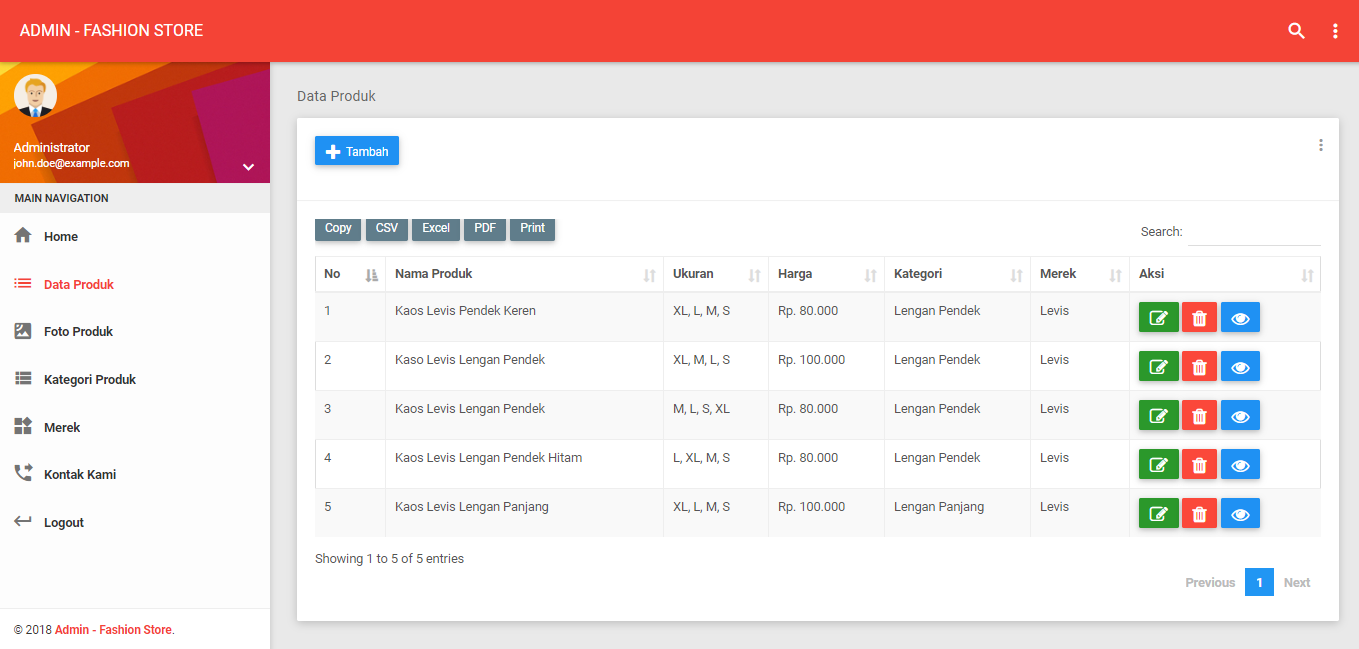 ADMIN - FASHION STORE
Administrator
john.doe@example.com
MAIN NAVIGATION
Home
Data Produk
Foto Produk
Kategori Produk
Merek
Kontak Kami
Logout
© 2018 Admin - Fashion Store.
Data Produk
Tambah
Copy CSV Excel PDF Print
Search:
No Nama Produk Ukuran Harga Kategori Merek Aksi
1 Kaos Levis Pendek Keren XL, L, M, S Rp. 80.000 Lengan Pendek Levis
2 Kaso Levis Lengan Pendek XL, M, L, S Rp. 100.000 Lengan Pendek Levis
3 Kaos Levis Lengan Pendek M, L, S, XL Rp. 80.000 Lengan Pendek Levis
4 Kaos Levis Lengan Pendek Hitam L, XL, M, S Rp. 80.000 Lengan Pendek Levis
5 Kaos Levis Lengan Panjang XL, L, M, S Rp. 100.000 Lengan Panjang Levis
Showing 1 to 5 of 5 entries
Previous 1 Next